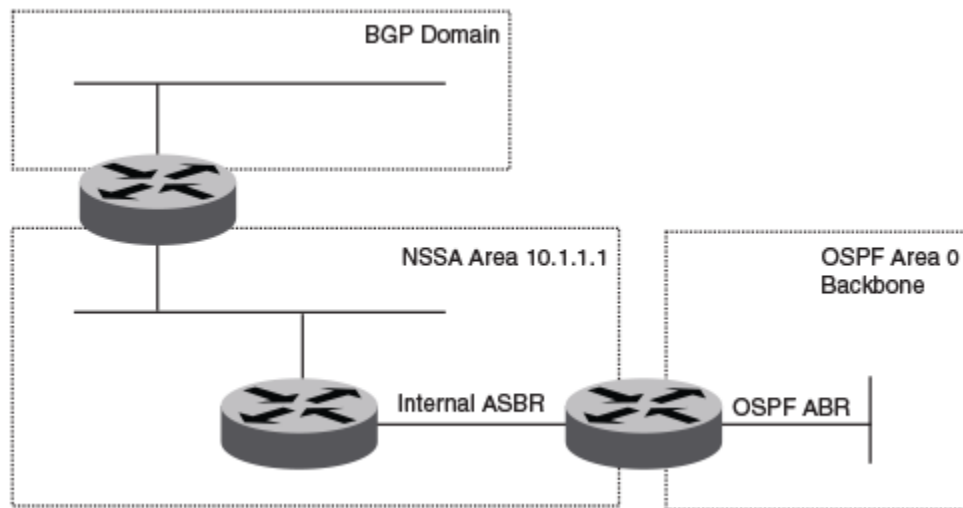 BGP Domain
NSSA Area 10.1.1.1
OSPF Area 0
Backbone
Internal ASBR
OSPF ABR